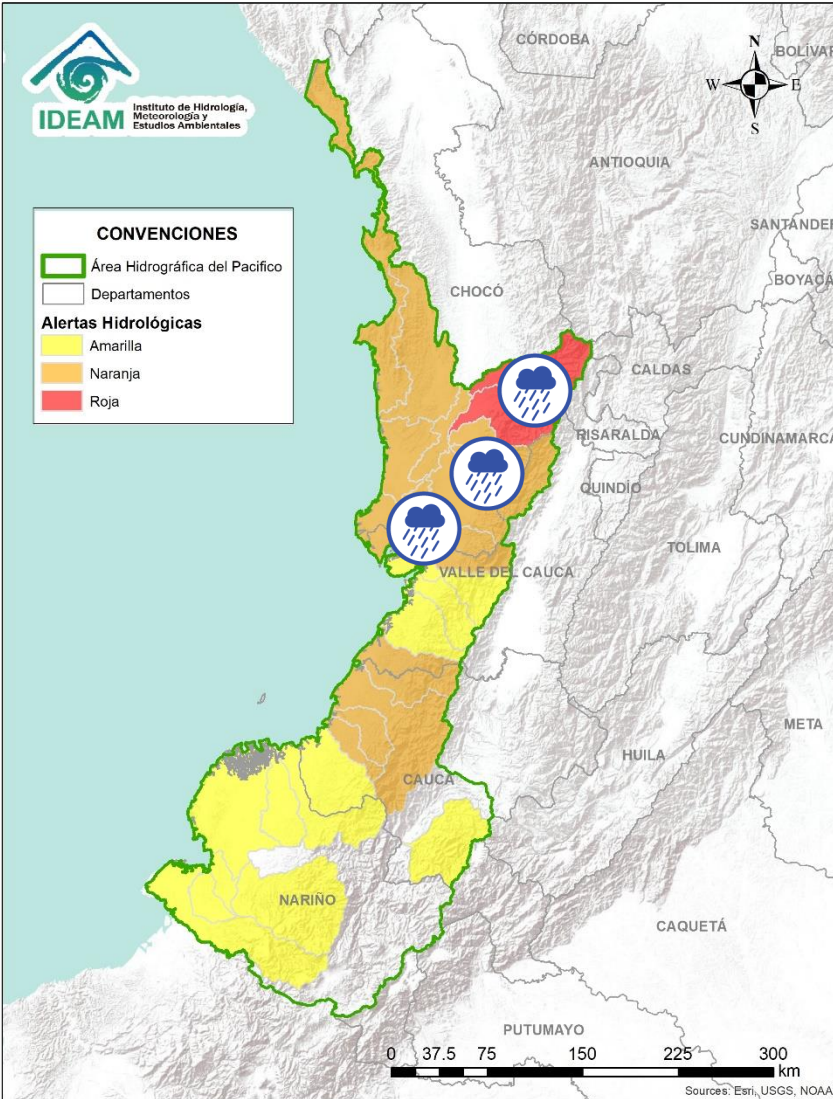 IDEAM
Instituto de Hidrología,
Meteorología y
Estudios Ambientales
CÓRDOBA
BOLÍVAR
N
W
E
S
ANTIOQUIA
SANTANDER
CONVENCIONES
Área Hidrográfica del Pacifico
Departamentos
Alertas Hidrológicas
Amarilla
Naranja
Roja
BOYACÁ
CHOCÓ
CALDAS
RISARALDA
CUNDINAMARCA
QUINDÍO
TOLIMA
VALLE DEL CAUCA
META
HUILA
CAUCA
NARIÑO
CAQUETÁ
PUTUMAYO
0 37.5 75 150 225 300
km
Sources: Esri, USGS, NOAA